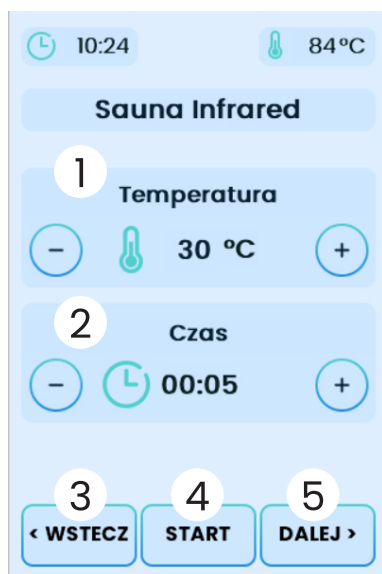 10:24 84°C
Sauna Infrared
1
Temperatura
- 30 °C +
2
Czas
- 00:05 +
3 4 5
< WSTECZ START DALEJ >